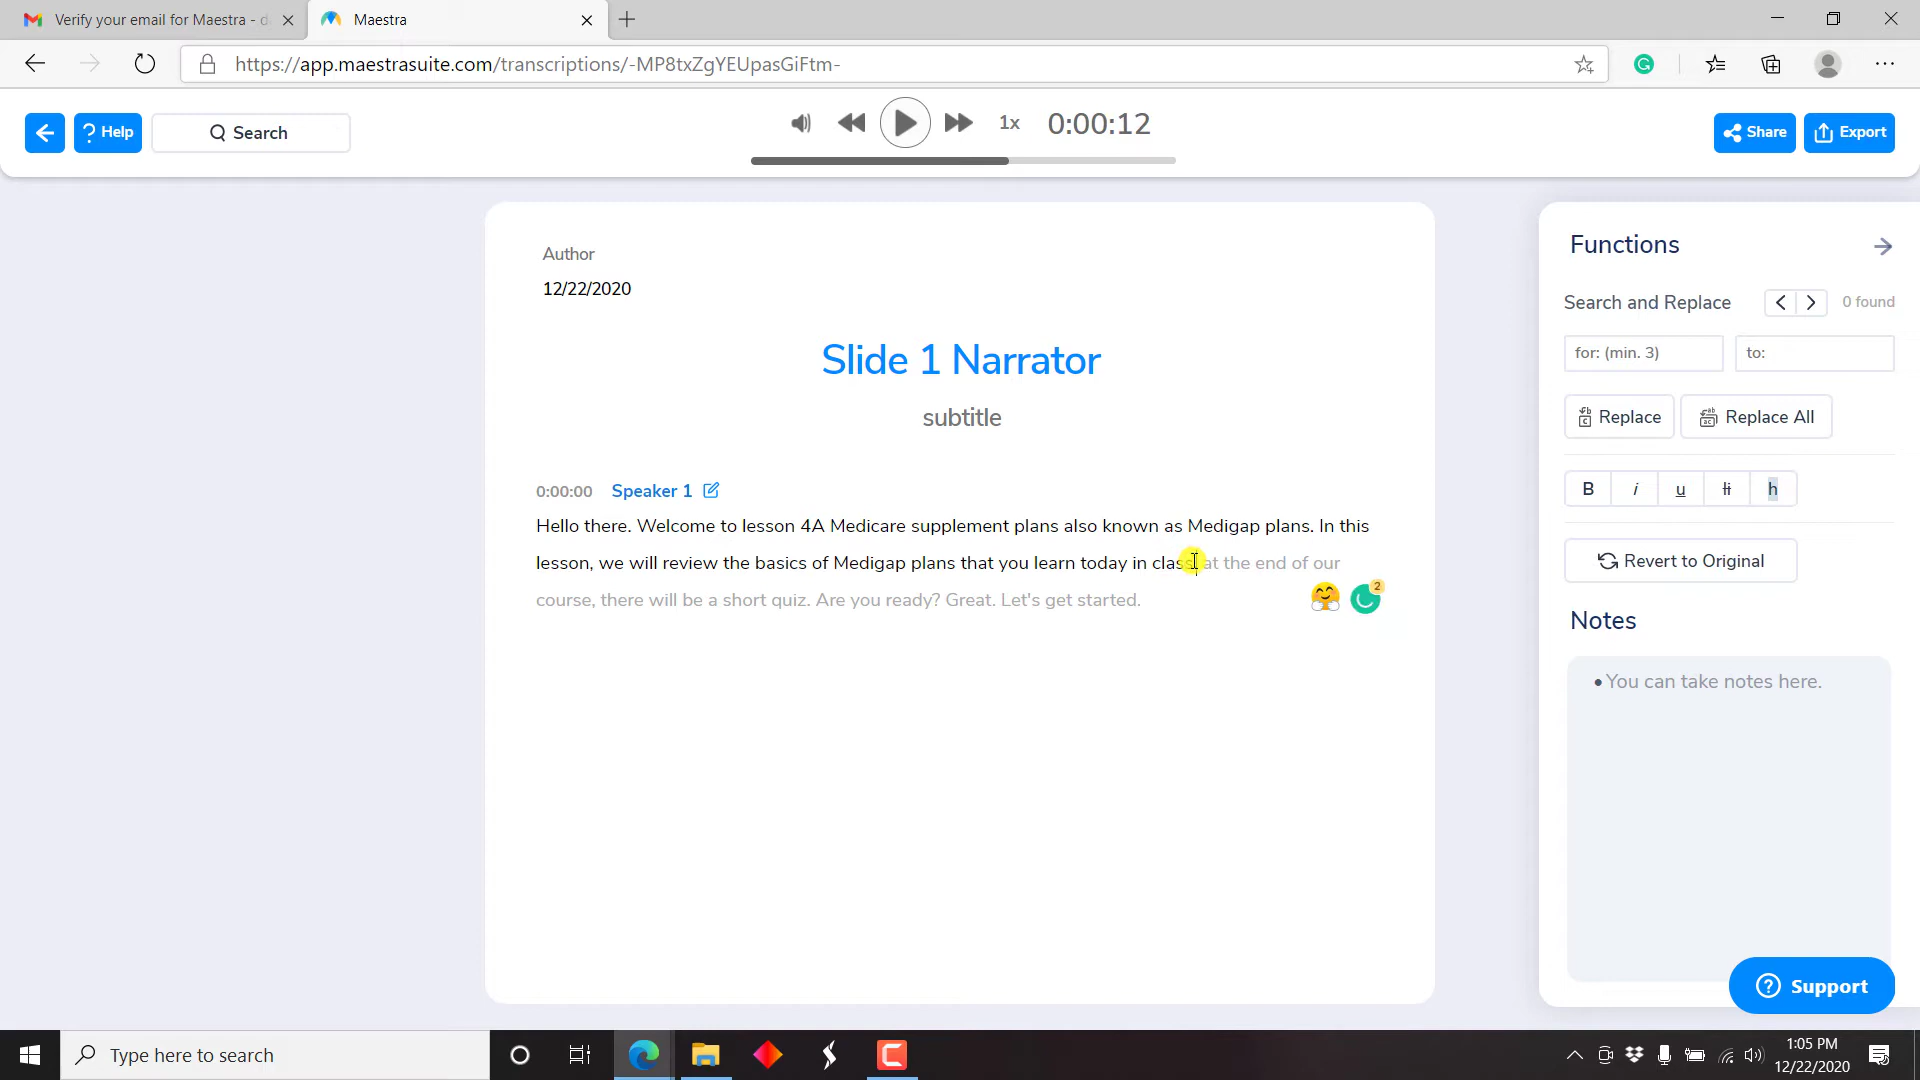 Verify your email for Maestra - d
Maestra
https://app.maestrasuite.com/transcriptions/-MP8txZgYEUpasGiFtm-
? Help
Search
1x
0:00:12
Share
Export
Author
12/22/2020
Slide 1 Narrator
subtitle
0:00:00 Speaker 1
Hello there. Welcome to lesson 4A Medicare supplement plans also known as Medigap plans. In this
lesson, we will review the basics of Medigap plans that you learn today in class at the end of our
course, there will be a short quiz. Are you ready? Great. Let's get started.
2
Functions
Search and Replace
0 found
for: (min. 3)
to:
Replace
Replace All
B i u h
Revert to Original
Notes
• You can take notes here.
? Support
Type here to search
1:05 PM
12/22/2020